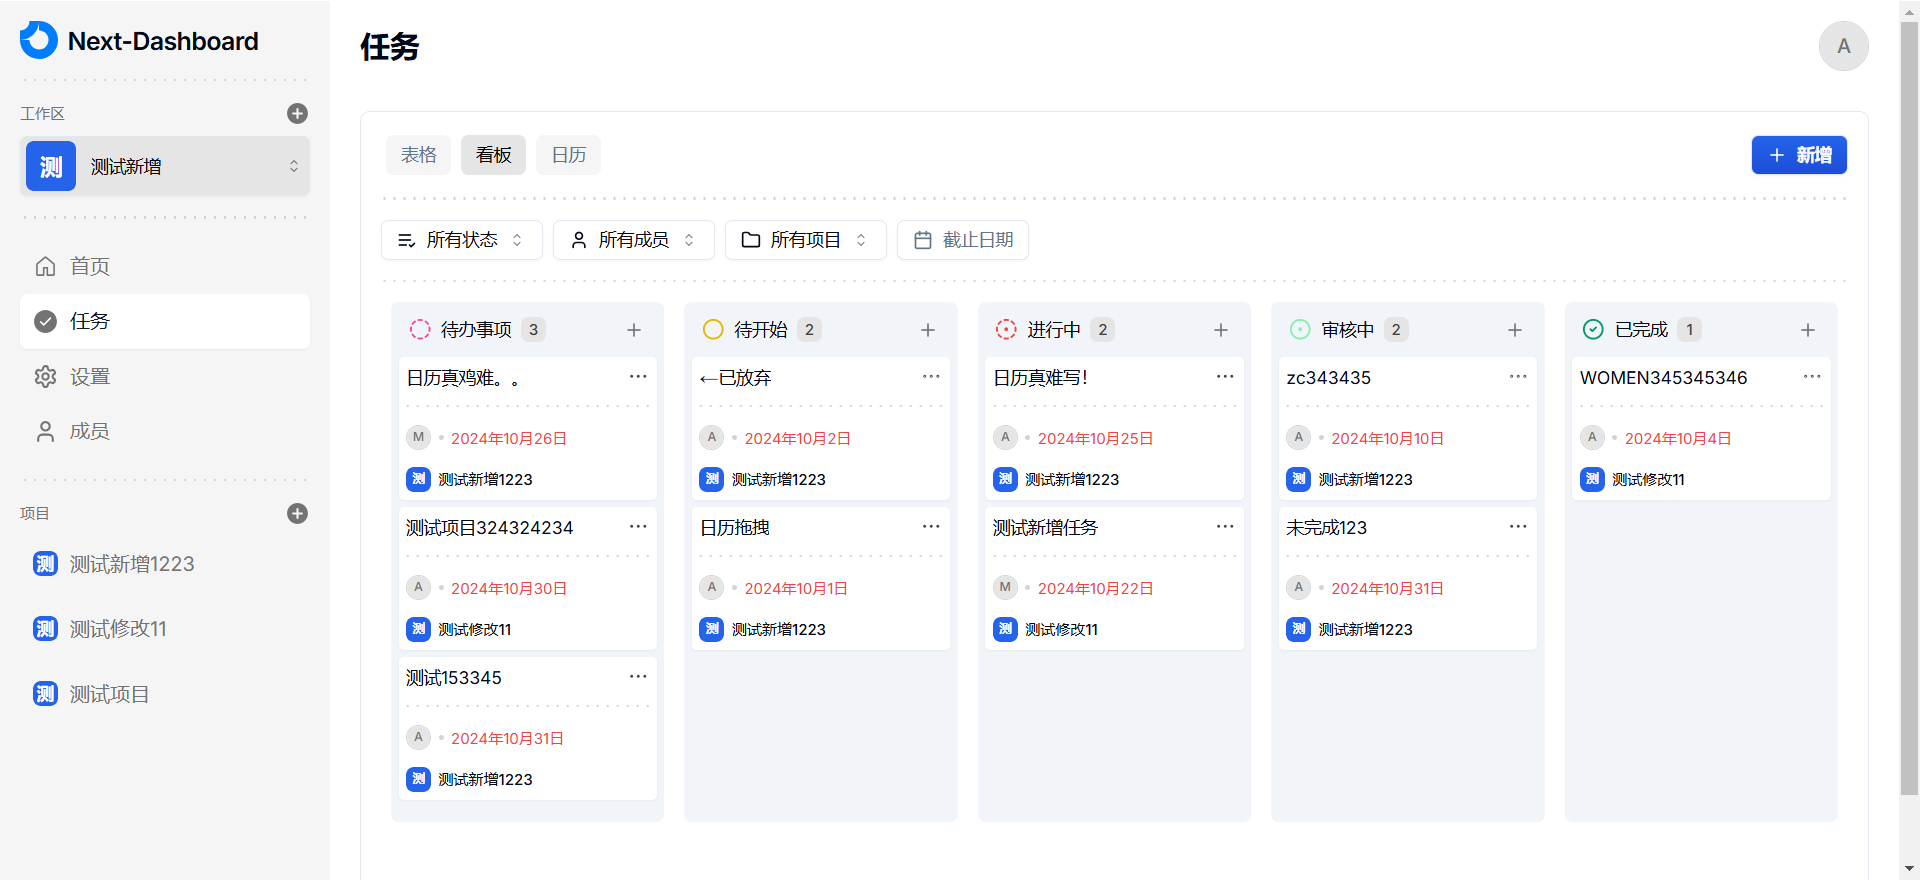 Next-Dashboard
工作区
测
测试新增
首页
任务
设置
成员
项目
测 测试新增1223
测 测试修改11
测 测试项目
任务
A
表格 看板 日历
新增
所有状态 所有成员 所有项目 截止日期
待办事项 3
日历真鸡难。。
M 2024年10月26日
测 测试新增1223
测试项目324324234
A 2024年10月30日
测 测试修改11
测试153345
A 2024年10月31日
测 测试新增1223
待开始 2
←已放弃
A 2024年10月2日
测 测试新增1223
日历拖拽
A 2024年10月1日
测 测试新增1223
进行中 2
日历真难写！
A 2024年10月25日
测 测试新增1223
测试新增任务
M 2024年10月22日
测 测试修改11
审核中 2
zc343435
A 2024年10月10日
测 测试新增1223
未完成123
A 2024年10月31日
测 测试新增1223
已完成 1
WOMEN345345346
A 2024年10月4日
测 测试修改11